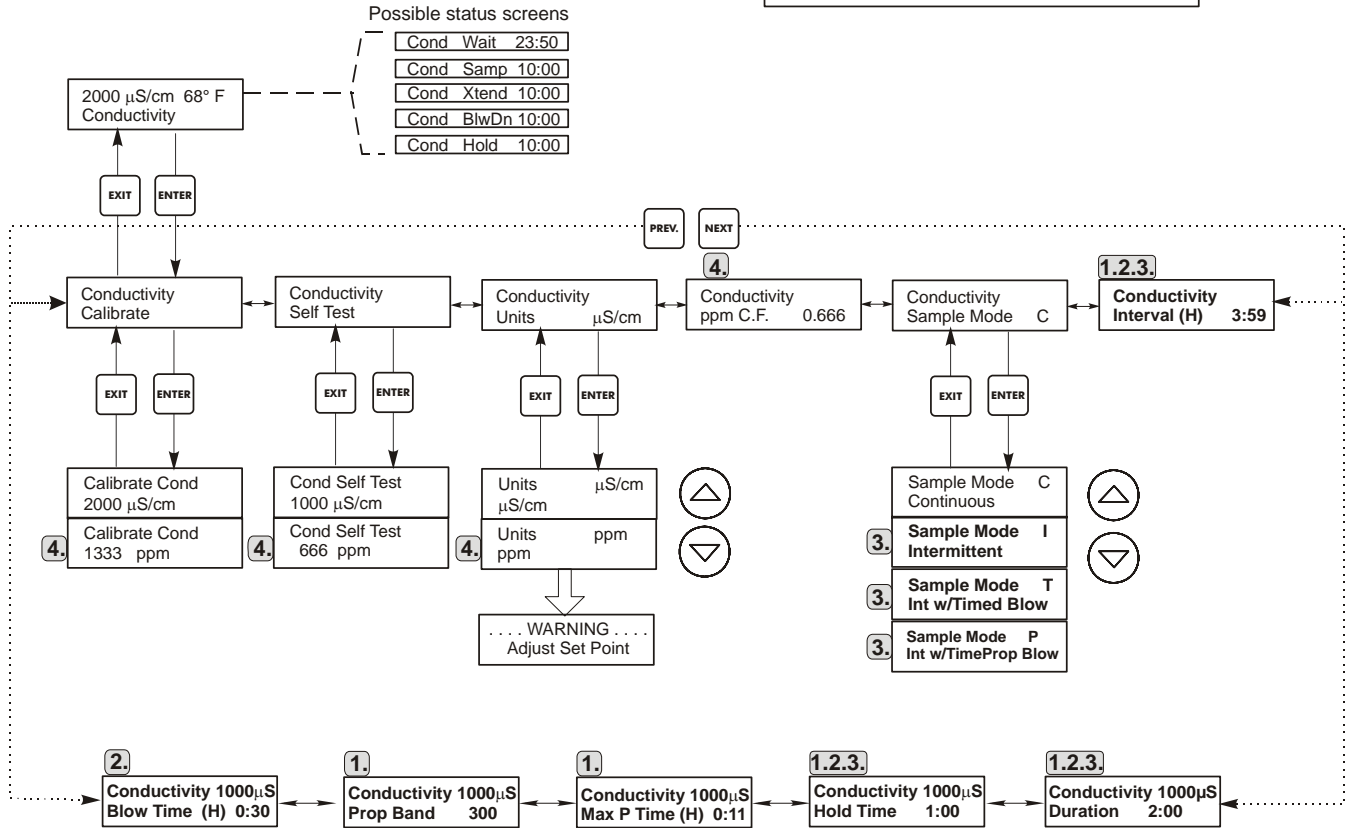 Possible status screens
Cond Wait 23:50
Cond Samp 10:00
Cond Xtend 10:00
Cond BlwDn 10:00
Cond Hold 10:00
2000 μS/cm 68° F
Conductivity
EXIT
ENTER
PREV.
NEXT
Conductivity
Calibrate
Conductivity
Self Test
Conductivity
Units μS/cm
4.
Conductivity
ppm C.F. 0.666
Conductivity
Sample Mode C
1.2.3.
Conductivity
Interval (H) 3:59
EXIT
ENTER
EXIT
ENTER
EXIT
ENTER
EXIT
ENTER
Calibrate Cond
2000 μS/cm
4.
Calibrate Cond
1333 ppm
Cond Self Test
1000 μS/cm
4.
Cond Self Test
666 ppm
Units μS/cm
μS/cm
4.
Units ppm
ppm
. . . . WARNING . . . .
Adjust Set Point
Sample Mode C
Continuous
3.
Sample Mode I
Intermittent
3.
Sample Mode T
Int w/Timed Blow
3.
Sample Mode P
Int w/TimeProp Blow
2.
Conductivity 1000μS
Blow Time (H) 0:30
1.
Conductivity 1000μS
Prop Band 300
1.
Conductivity 1000μS
Max P Time (H) 0:11
1.2.3.
Conductivity 1000μS
Hold Time 1:00
1.2.3.
Conductivity 1000µS
Duration 2:00